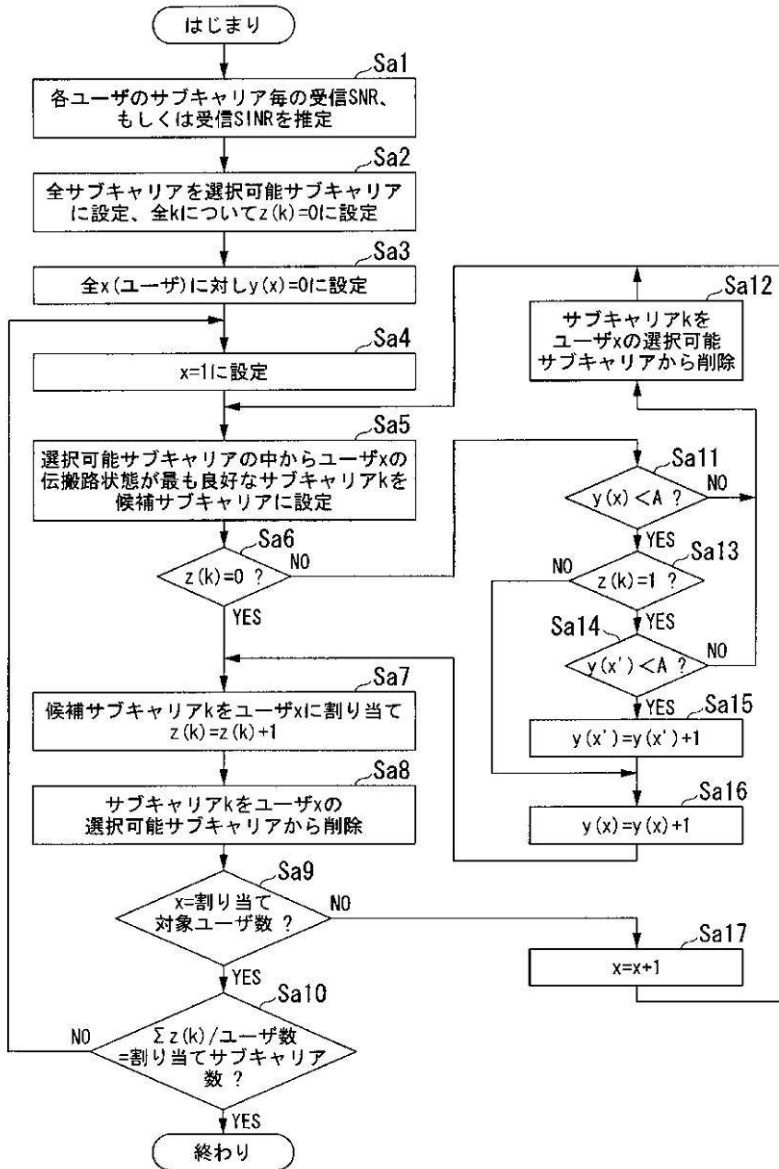 はじまり
Sa1
各ユーザのサブキャリア毎の受信SNR、
もしくは受信SINRを推定
Sa2
全サブキャリアを選択可能サブキャリア
に設定、全kについてz(k)=0に設定
Sa3
全x(ユーザ)に対しy(x)=0に設定
Sa4
x=1に設定
Sa5
選択可能サブキャリアの中からユーザxの
伝搬路状態が最も良好なサブキャリアkを
候補サブキャリアに設定
Sa6
z(k)=0 ?
NO
YES
Sa7
候補サブキャリアkをユーザxに割り当て
z(k)=z(k)+1
Sa8
サブキャリアkをユーザxの
選択可能サブキャリアから削除
Sa9
x=割り当て
対象ユーザ数 ?
NO
YES
Sa10
Σz(k)/ユーザ数
=割り当てサブキャリア
数 ?
NO
YES
終わり
Sa12
サブキャリアkを
ユーザxの選択可能
サブキャリアから削除
Sa11
y(x)<A ?
NO
YES
Sa13
z(k)=1 ?
NO
YES
Sa14
y(x')<A ?
NO
YES
Sa15
y(x')=y(x')+1
Sa16
y(x)=y(x)+1
Sa17
x=x+1